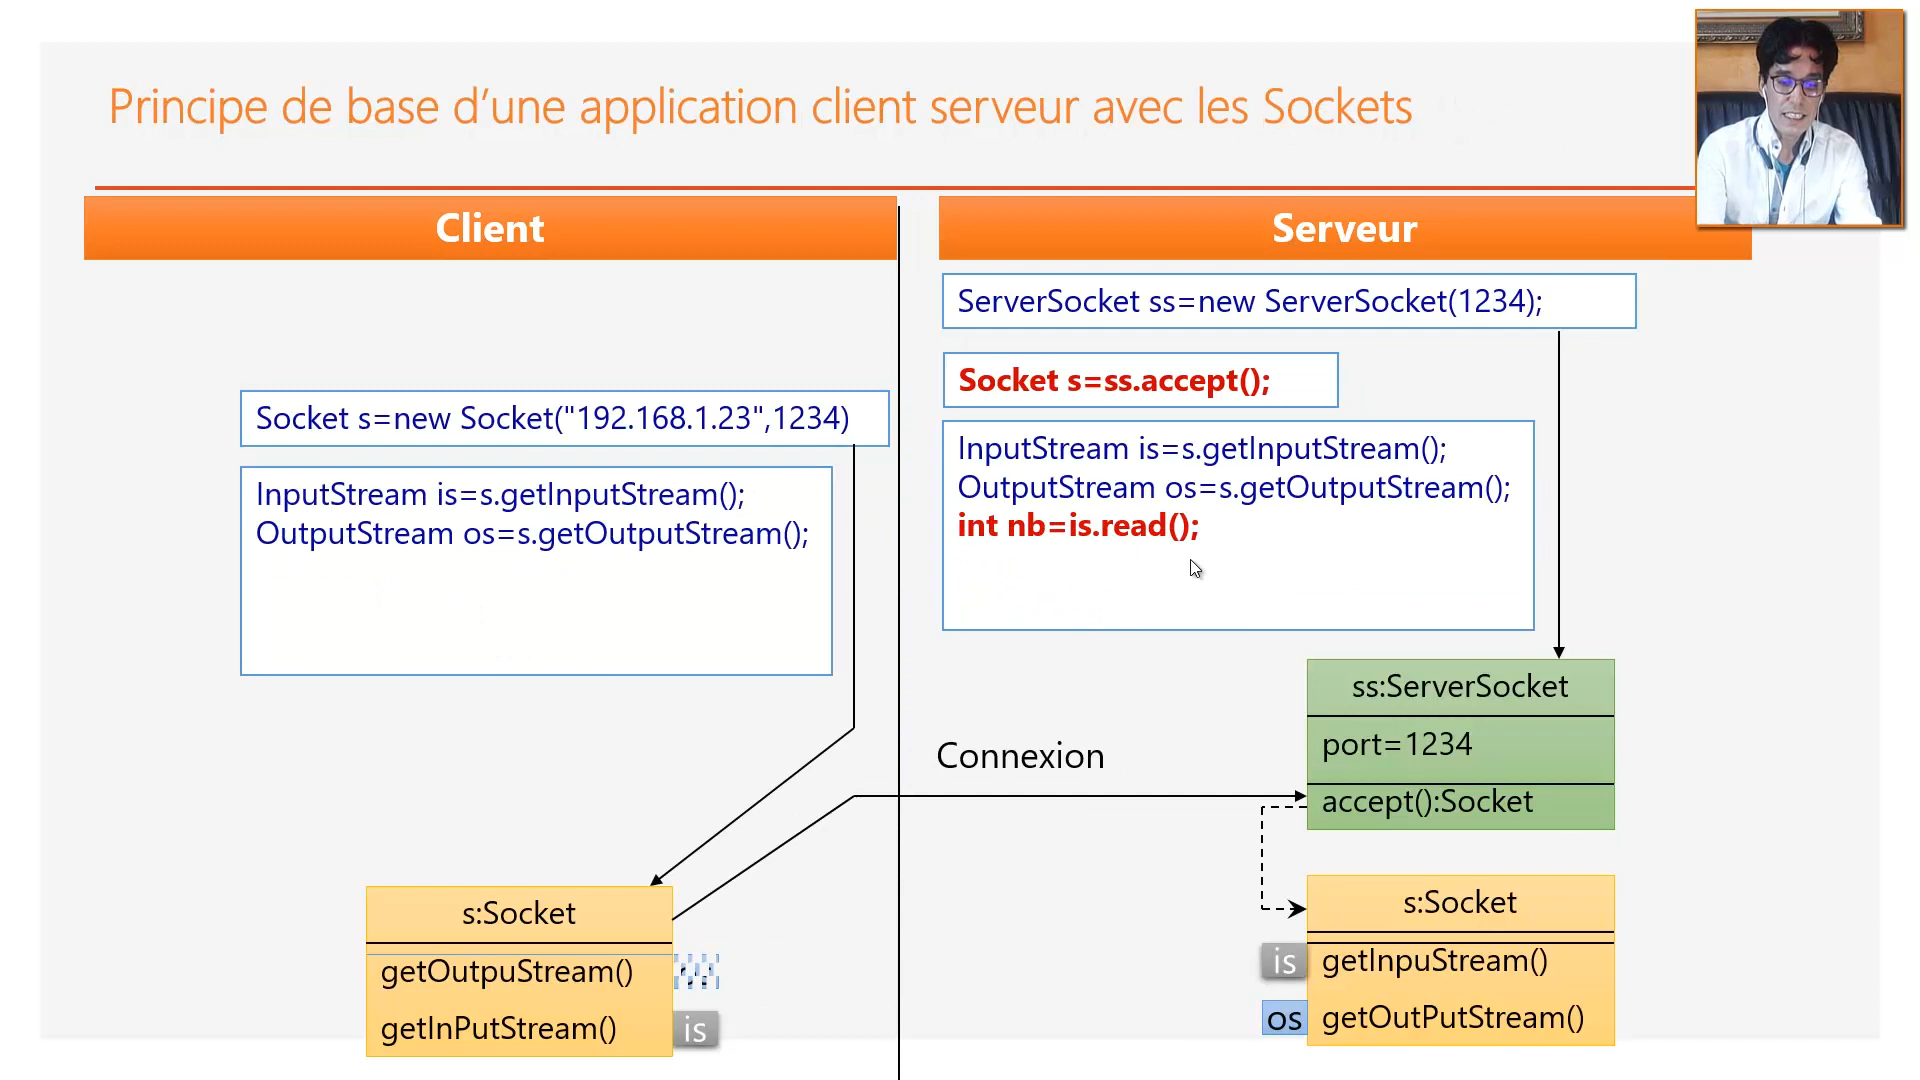 Principe de base d’une application client serveur avec les Sockets
Client
Serveur
ServerSocket ss=new ServerSocket(1234);
Socket s=ss.accept();
Socket s=new Socket("192.168.1.23",1234)
InputStream is=s.getInputStream();
OutputStream os=s.getOutputStream();
InputStream is=s.getInputStream();
OutputStream os=s.getOutputStream();
int nb=is.read();
ss:ServerSocket
port=1234
accept():Socket
Connexion
s:Socket
getOutpuStream()
getInPutStream()
is
s:Socket
is
getInpuStream()
os
getOutPutStream()